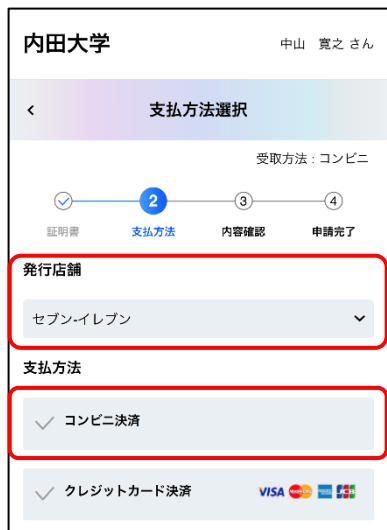 内田大学
中山　寛之 さん
支払方法選択
受取方法 : コンビニ
2 3 4
証明書 支払方法 内容確認 申請完了
発行店舗
セブン-イレブン
支払方法
コンビニ決済
クレジットカード決済 VISA